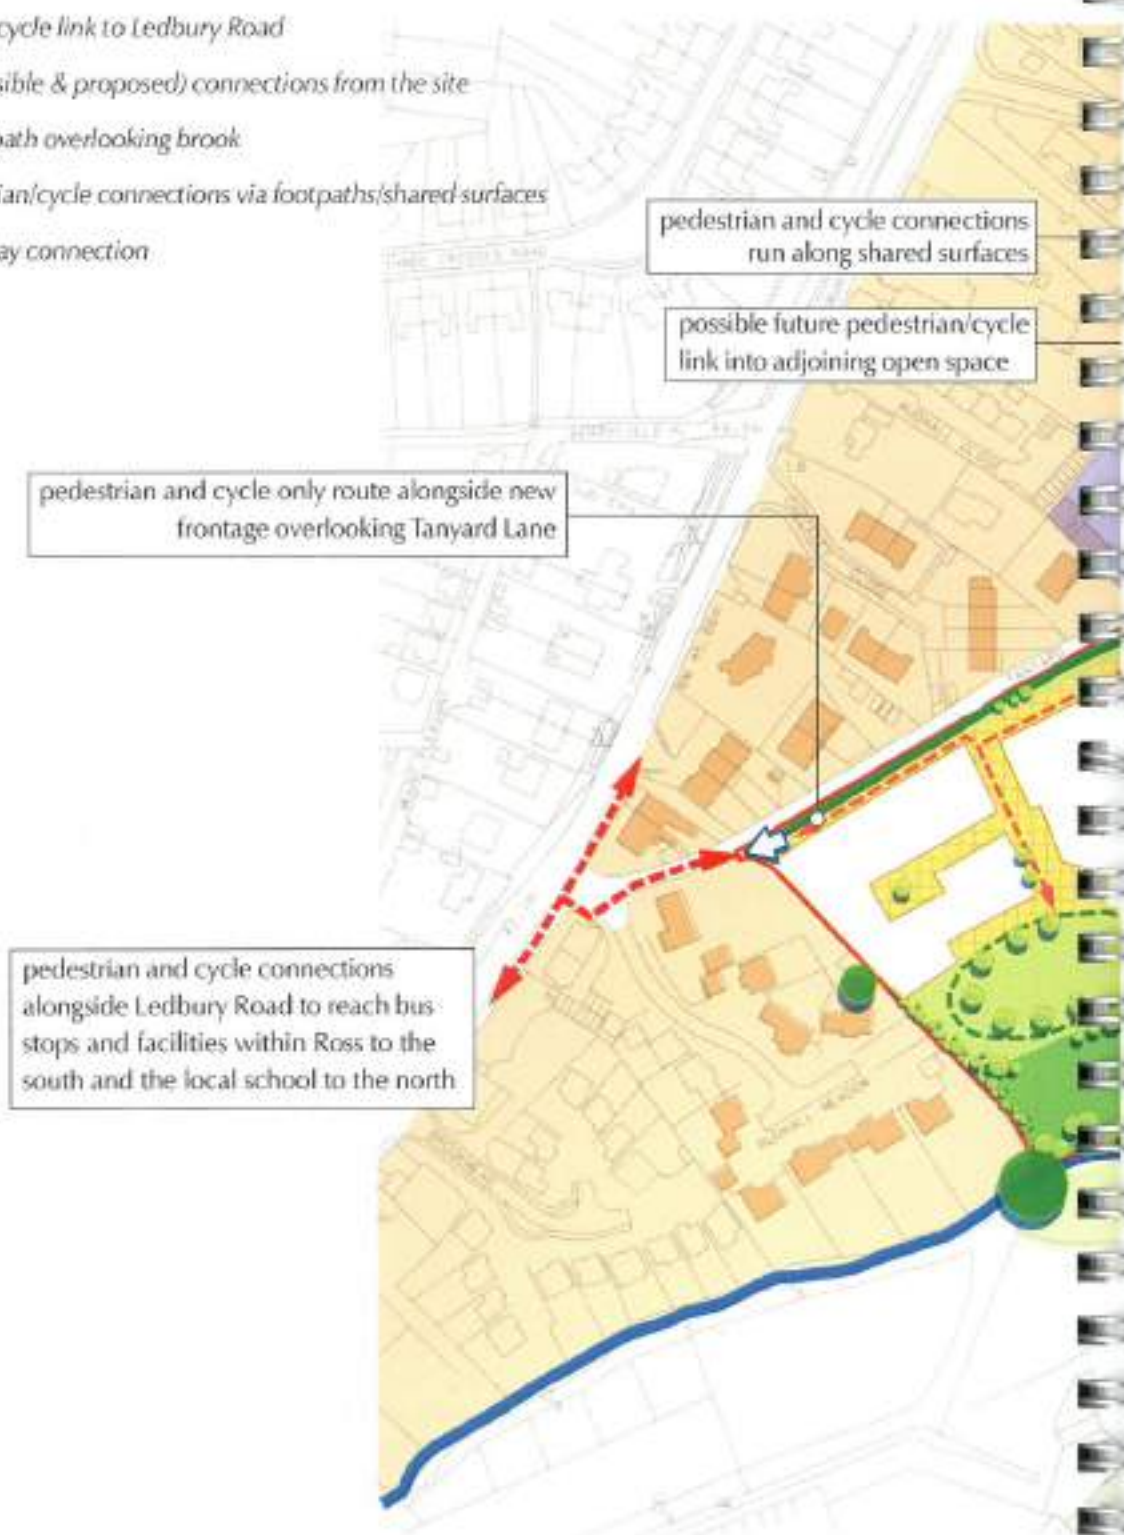 cycle link to Ledbury Road
sible & proposed) connections from the site
path overlooking brook
ian/cycle connections via footpaths/shared surfaces
ay connection
pedestrian and cycle connections
run along shared surfaces
possible future pedestrian/cycle
link into adjoining open space
pedestrian and cycle only route alongside new
frontage overlooking Tanyard Lane
pedestrian and cycle connections
alongside Ledbury Road to reach bus
stops and facilities within Ross to the
south and the local school to the north